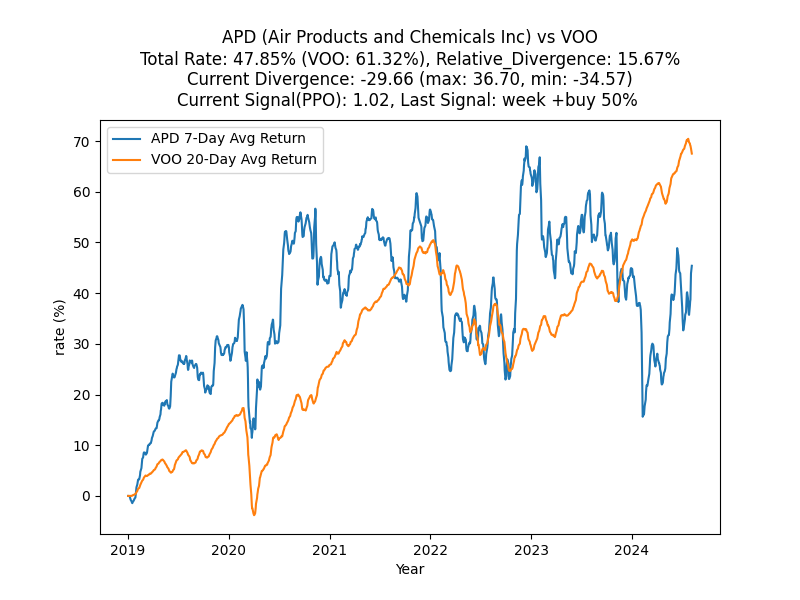 APD (Air Products and Chemicals Inc) vs VOO
Total Rate: 47.85% (VOO: 61.32%), Relative_Divergence: 15.67%
Current Divergence: -29.66 (max: 36.70, min: -34.57)
Current Signal(PPO): 1.02, Last Signal: week +buy 50%
APD 7-Day Avg Return
VOO 20-Day Avg Return
70
60
50
40
30
20
10
0
rate (%)
2019 2020 2021 2022 2023 2024
Year